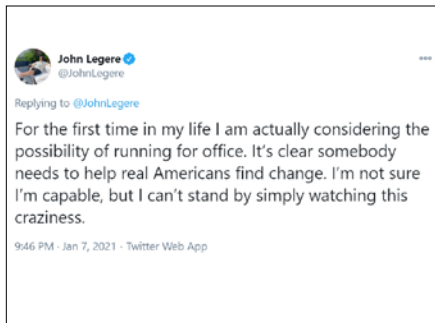 John Legere
@JohnLegere
Replying to @JohnLegere
For the first time in my life I am actually considering the
possibility of running for office. It's clear somebody
needs to help real Americans find change. I'm not sure
I'm capable, but I can't stand by simply watching this
craziness.
9:46 PM · Jan 7, 2021 · Twitter Web App